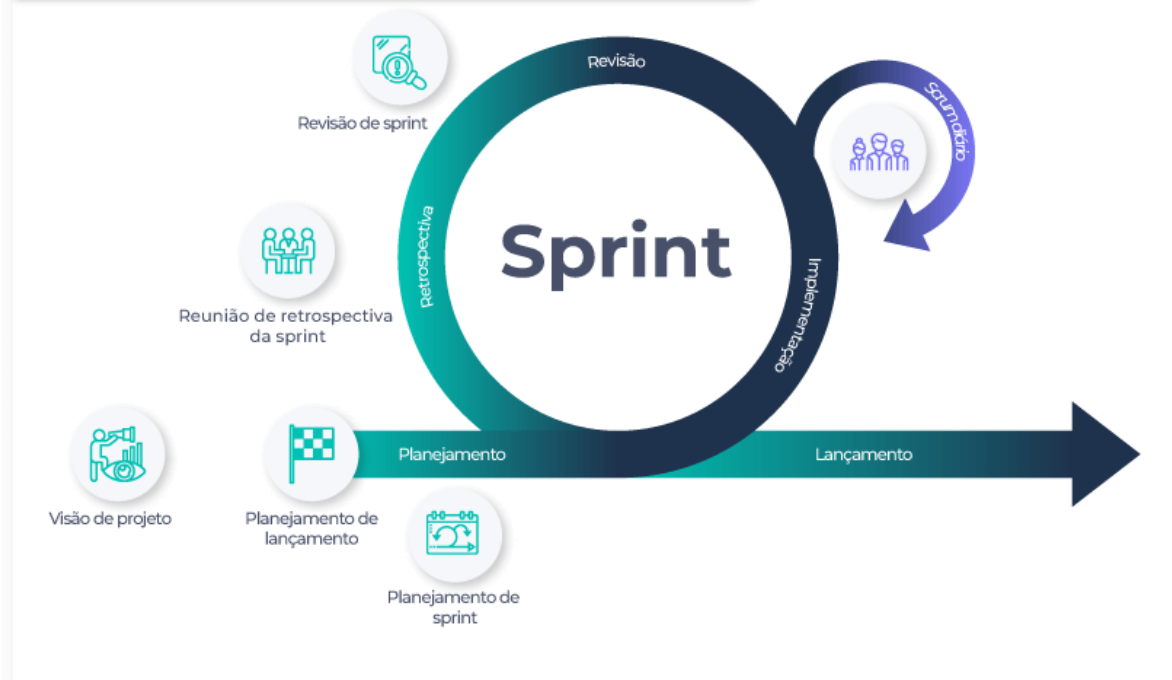 Revisão
Scrum diário
Revisão de sprint
Retrospectiva
Sprint
Implementação
Reunião de retrospectiva
da sprint
Planejamento
Lançamento
Visão de projeto
Planejamento de
lançamento
Planejamento de
sprint